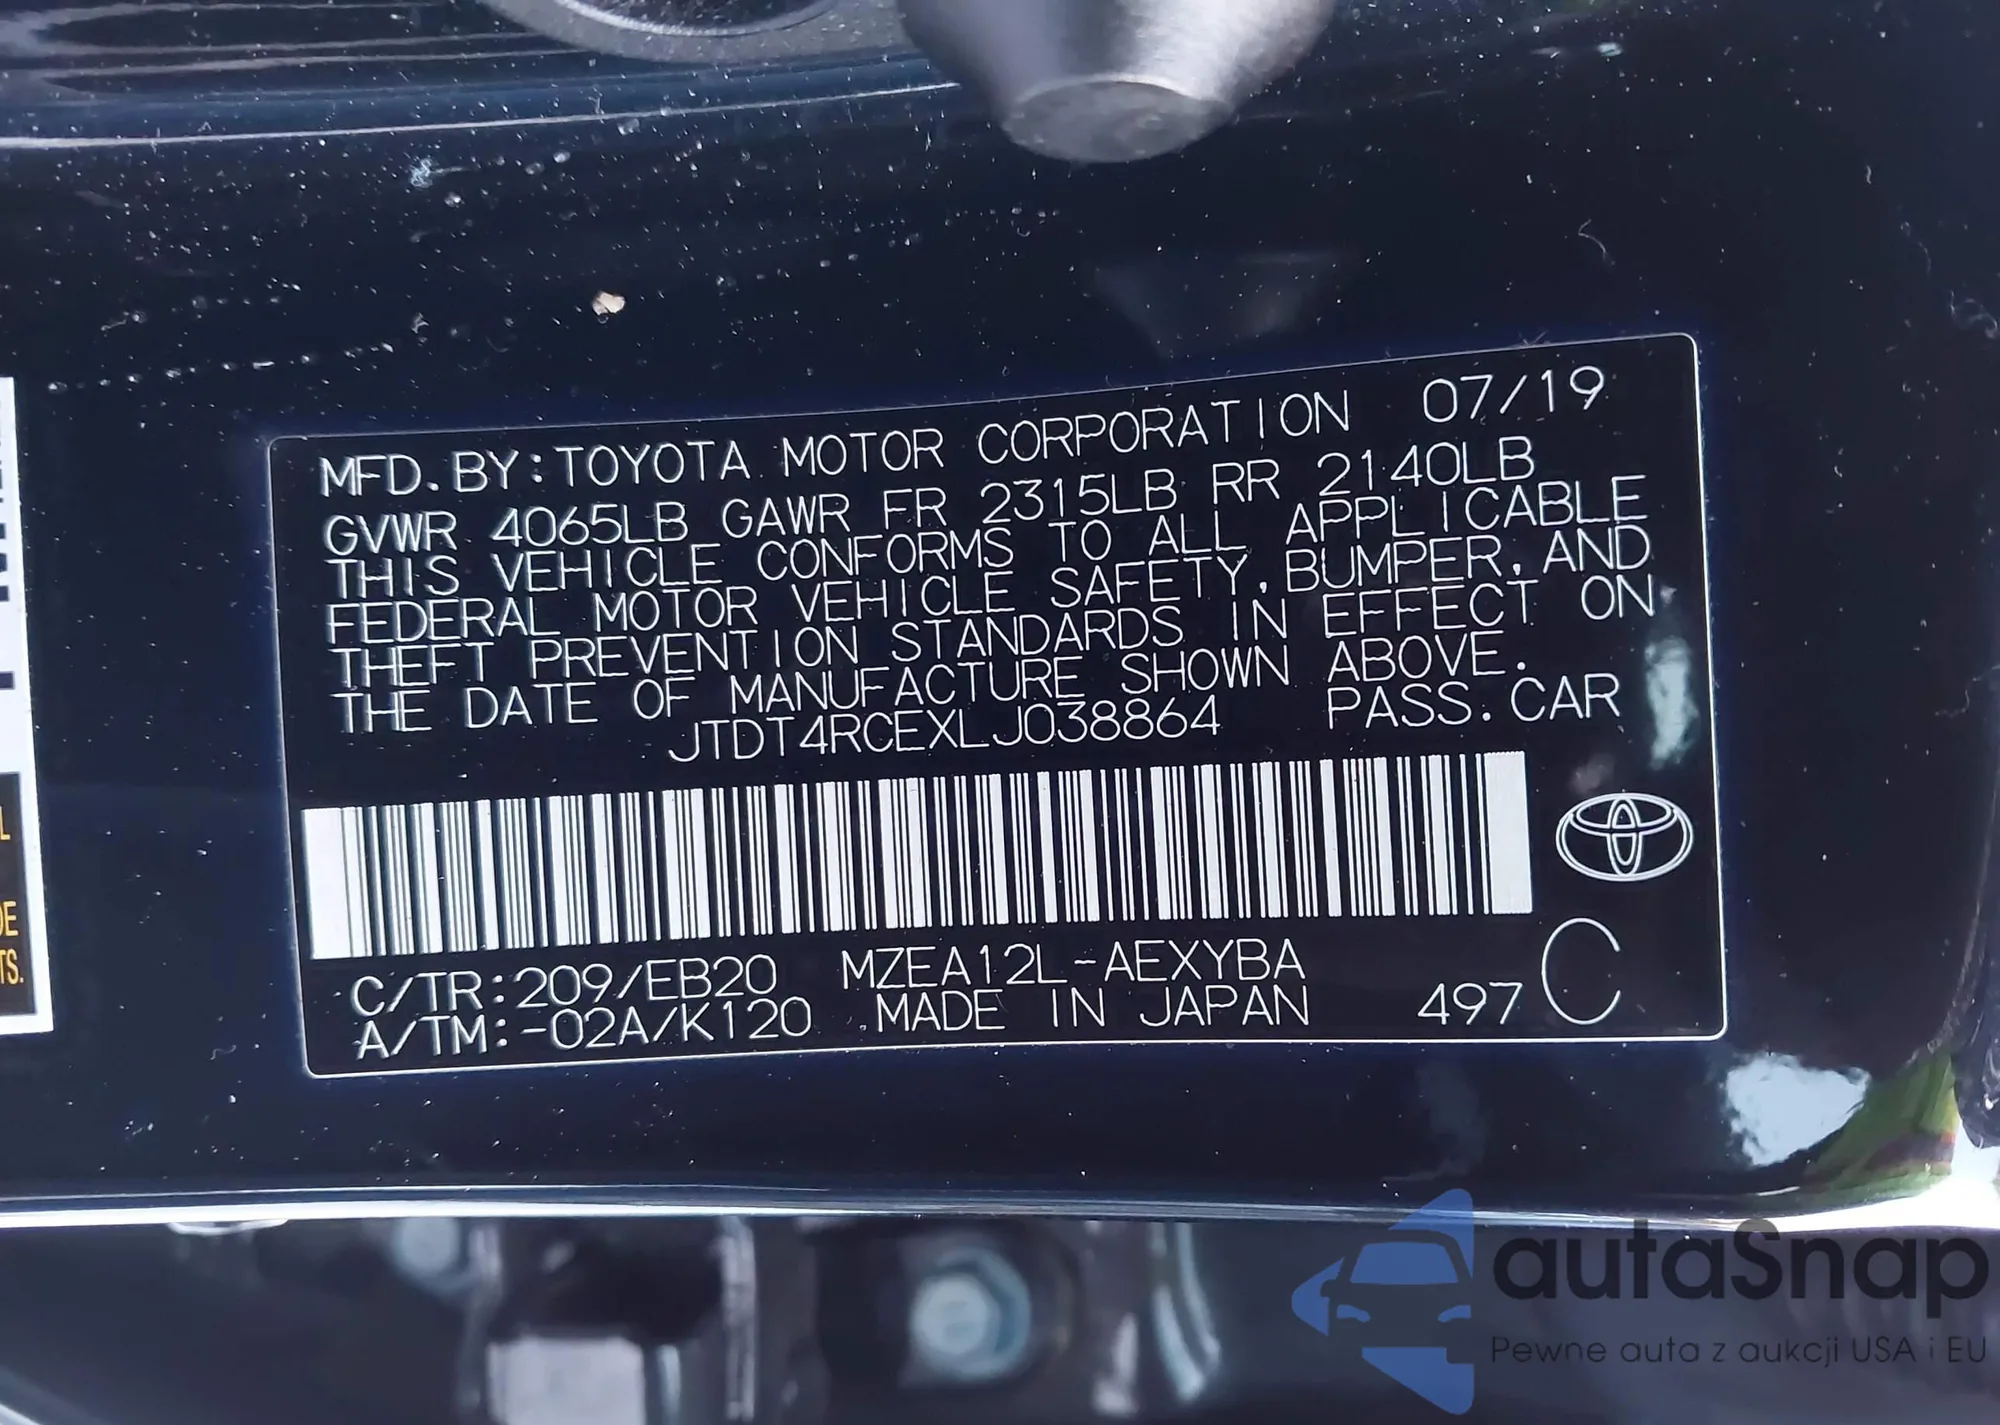 MFD. BY: TOYOTA MOTOR CORPORATION 07/19
GVWR 4065LB GAWR FR 2315LB RR 2140LB
THIS VEHICLE CONFORMS TO ALL APPLICABLE
FEDERAL MOTOR VEHICLE SAFETY, BUMPER, AND
THEFT PREVENTION STANDARDS IN EFFECT ON
THE DATE OF MANUFACTURE SHOWN ABOVE.
JTDT4RCEXLJ038864 PASS. CAR
C/TR: 209/EB20 MZEA12L-AEXYBA
A/TM: -02A/K120 MADE IN JAPAN 497 C
L
DE
TS.
autaSnap
Pewne auta z aukcji USA i EU